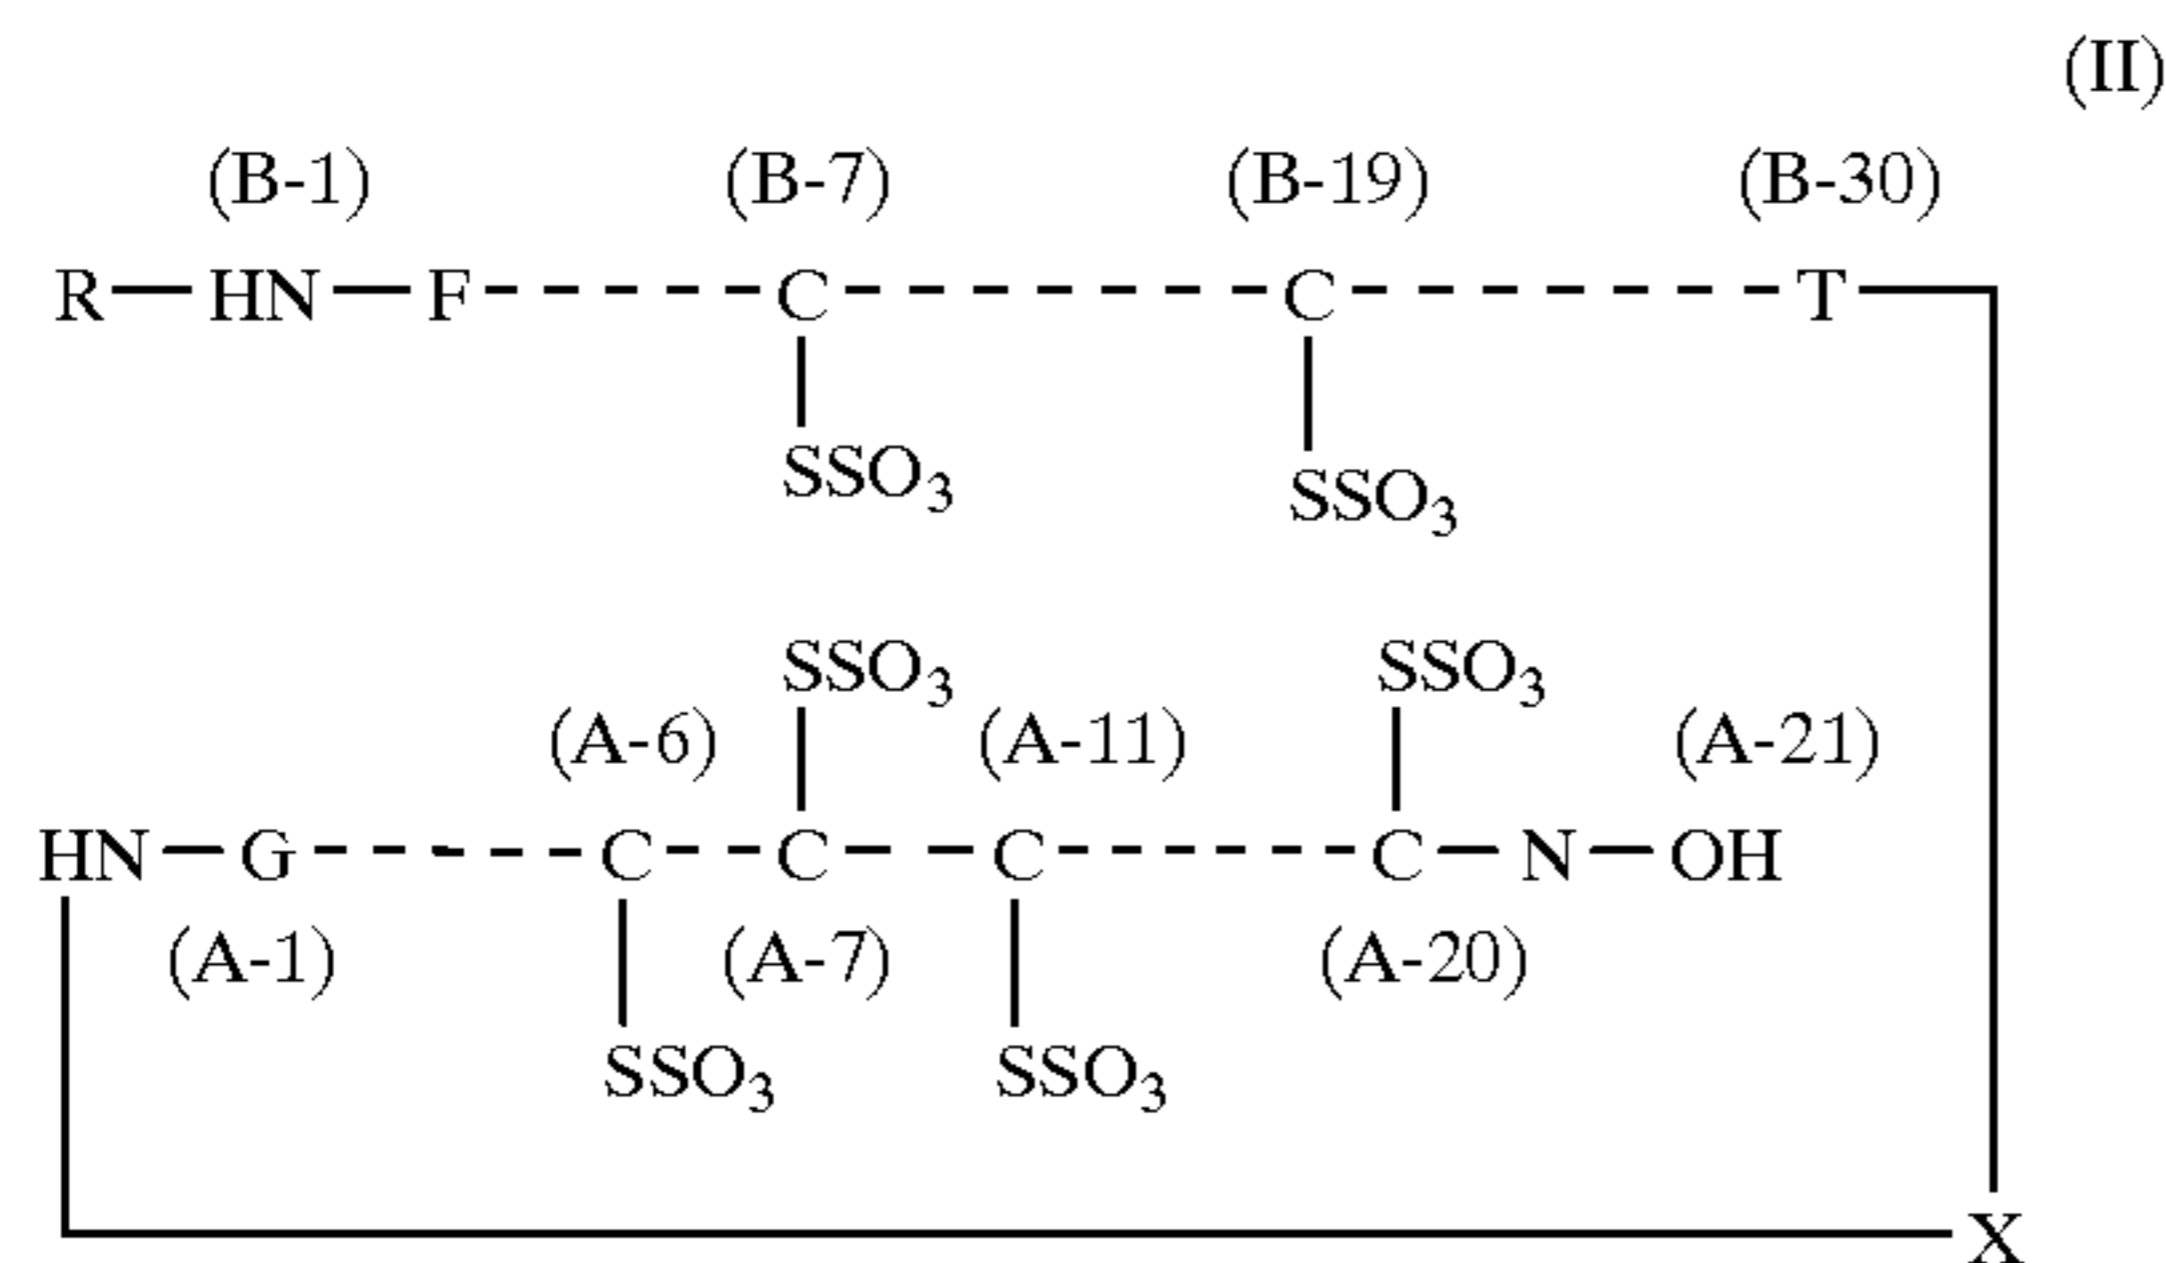 (II)
(B-1) (B-7) (B-19) (B-30)
R—HN—F--------C--------C--------T
SSO₃ SSO₃
SSO₃ SSO₃
(A-6) (A-11) (A-21)
HN—G-----C---C---C------C—N—OH
(A-1) (A-7) (A-20)
SSO₃ SSO₃
X